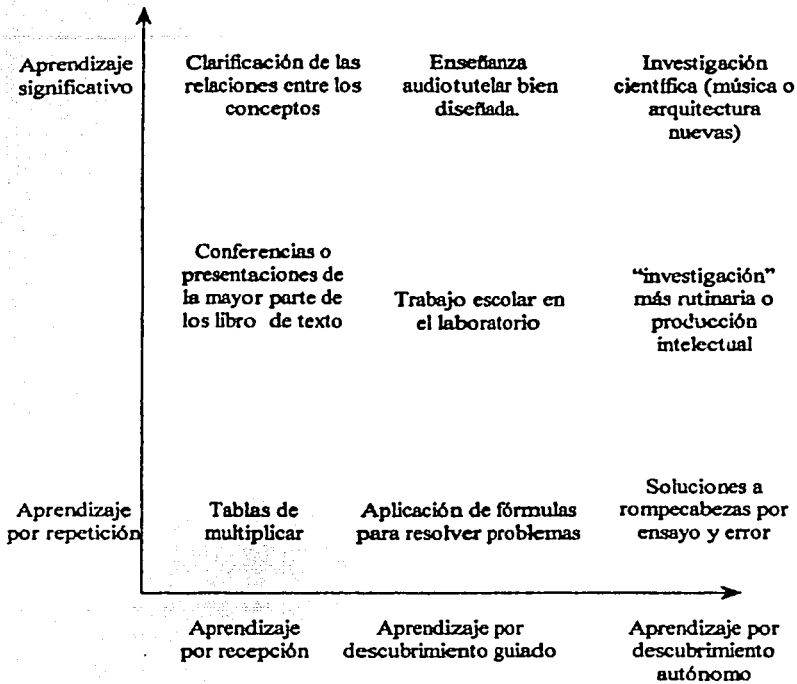 Aprendizaje
significativo
Clarificación de las
relaciones entre los
conceptos
Enseñanza
audiotutelar bien
diseñada.
Investigación
científica (música o
arquitectura
nuevas)
Conferencias o
presentaciones de
la mayor parte de
los libro de texto
Trabajo escolar en
el laboratorio
“investigación”
más rutinaria o
producción
intelectual
Aprendizaje
por repetición
Tablas de
multiplicar
Aplicación de fórmulas
para resolver problemas
Soluciones a
rompecabezas por
ensayo y error
Aprendizaje
por recepción
Aprendizaje por
descubrimiento guiado
Aprendizaje por
descubrimiento
autónomo